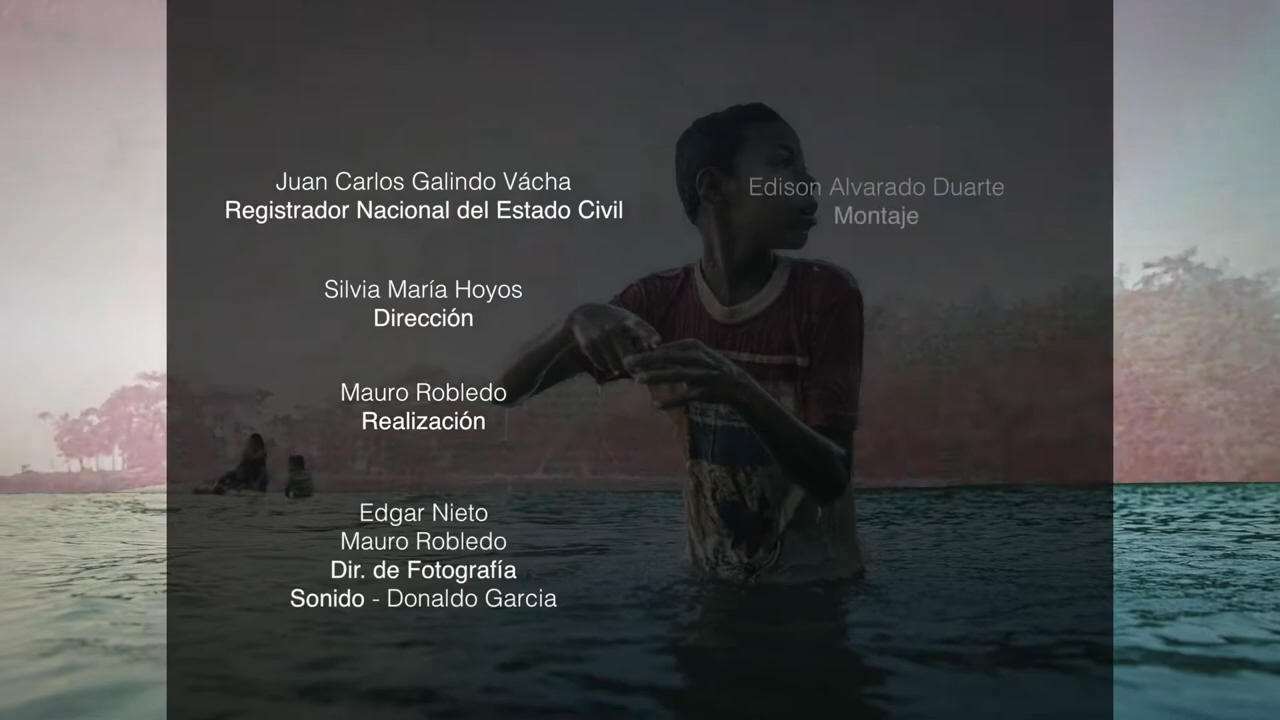 Juan Carlos Galindo Vácha
Registrador Nacional del Estado Civil
Silvia María Hoyos
Dirección
Mauro Robledo
Realización
Edgar Nieto
Mauro Robledo
Dir. de Fotografía
Sonido - Donaldo Garcia
Edison Alvarado Duarte
Montaje